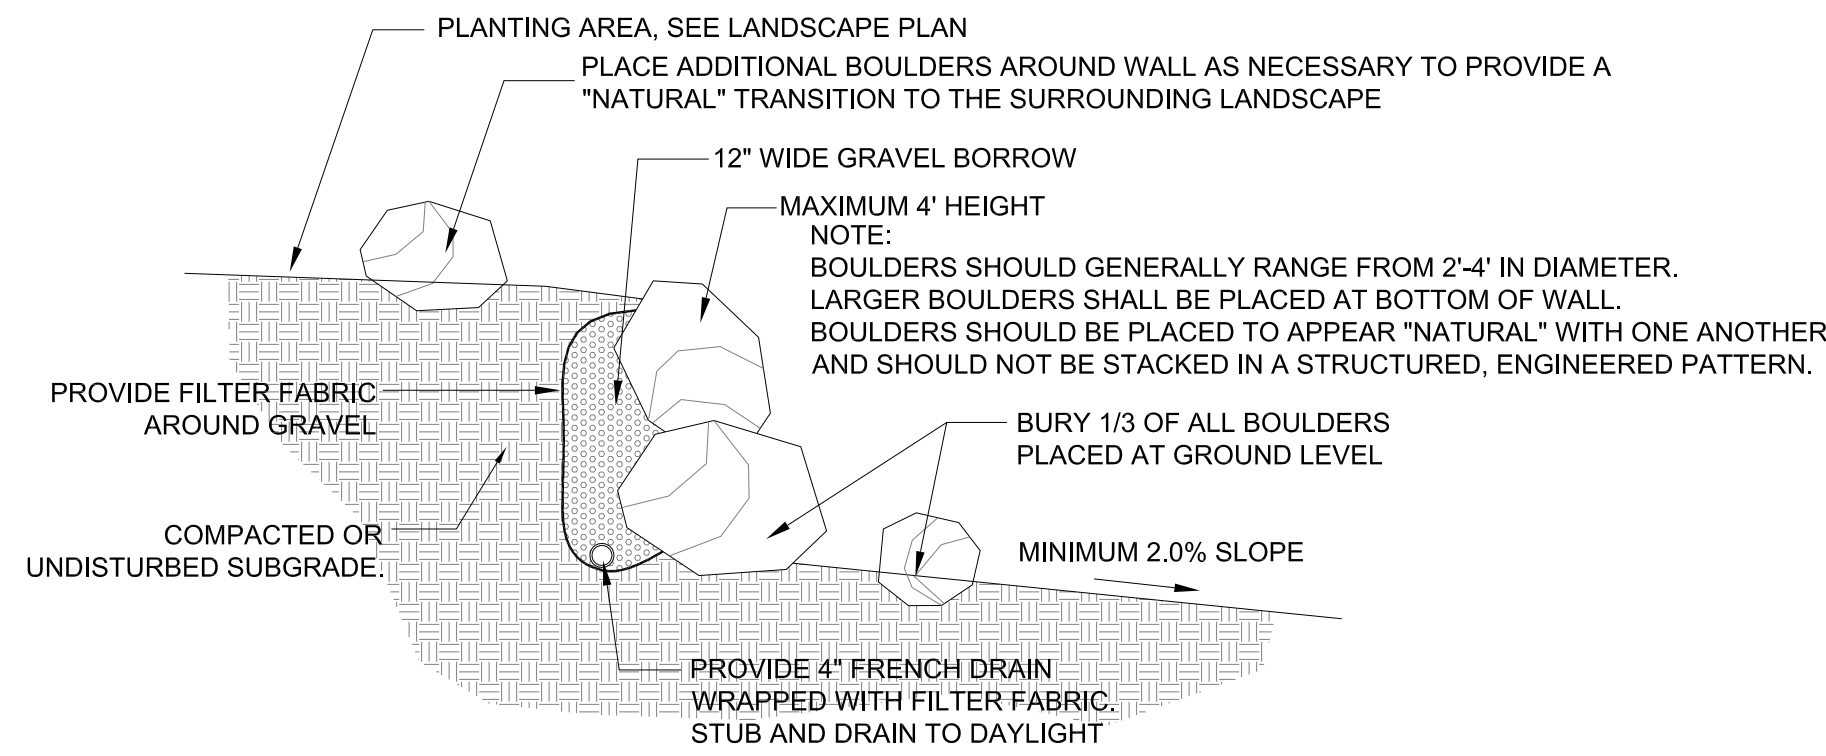 PLANTING AREA, SEE LANDSCAPE PLAN
PLACE ADDITIONAL BOULDERS AROUND WALL AS NECESSARY TO PROVIDE A
"NATURAL" TRANSITION TO THE SURROUNDING LANDSCAPE
12" WIDE GRAVEL BORROW
MAXIMUM 4' HEIGHT
NOTE:
BOULDERS SHOULD GENERALLY RANGE FROM 2'-4' IN DIAMETER.
LARGER BOULDERS SHALL BE PLACED AT BOTTOM OF WALL.
BOULDERS SHOULD BE PLACED TO APPEAR "NATURAL" WITH ONE ANOTHER
AND SHOULD NOT BE STACKED IN A STRUCTURED, ENGINEERED PATTERN.
PROVIDE FILTER FABRIC
AROUND GRAVEL
BURY 1/3 OF ALL BOULDERS
PLACED AT GROUND LEVEL
COMPACTED OR
UNDISTURBED SUBGRADE.
MINIMUM 2.0% SLOPE
PROVIDE 4" FRENCH DRAIN
WRAPPED WITH FILTER FABRIC.
STUB AND DRAIN TO DAYLIGHT